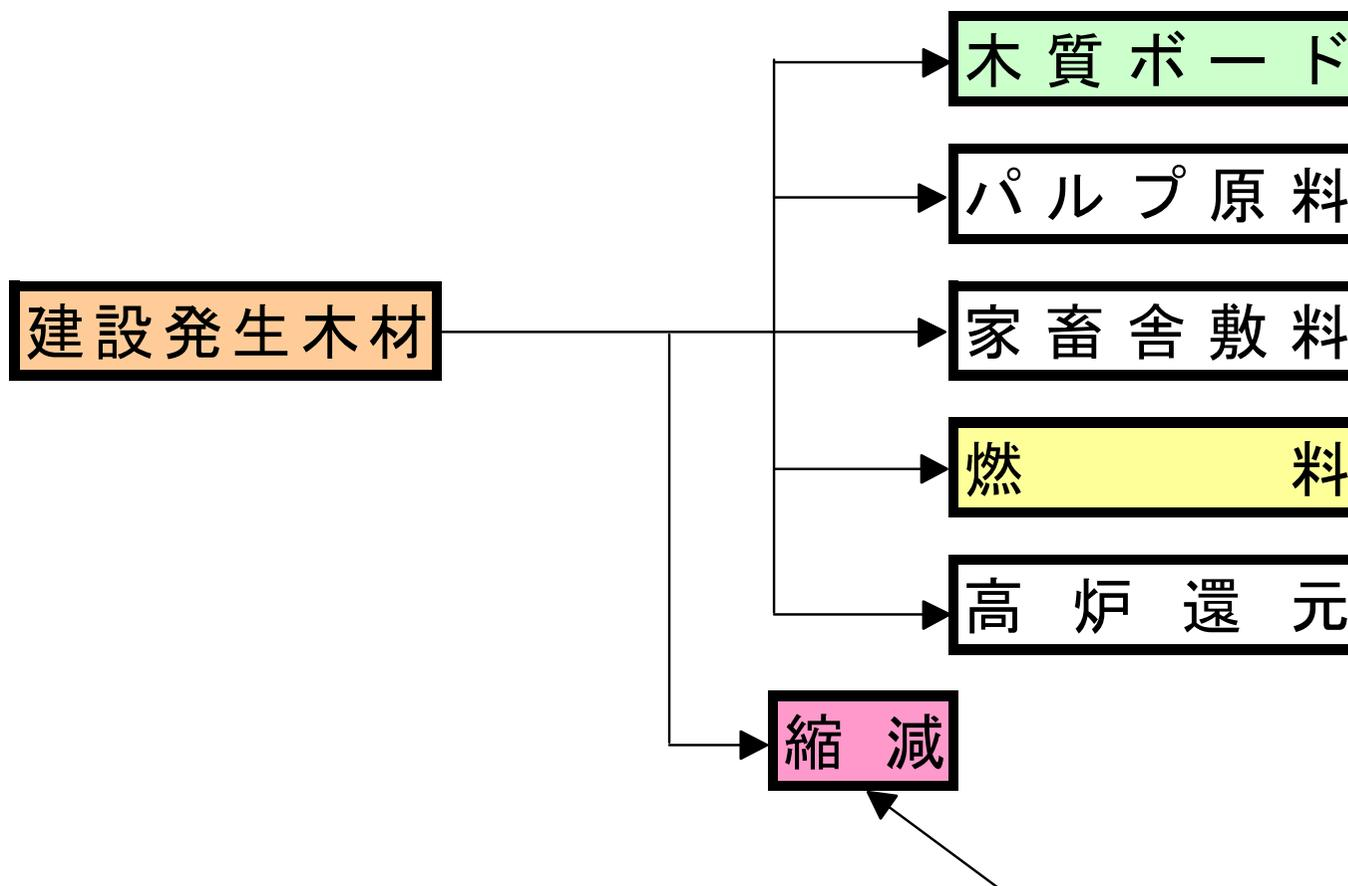 木質ボード
パルプ原料
建設発生木材
家畜舎敷料
燃料
高炉還元
縮減